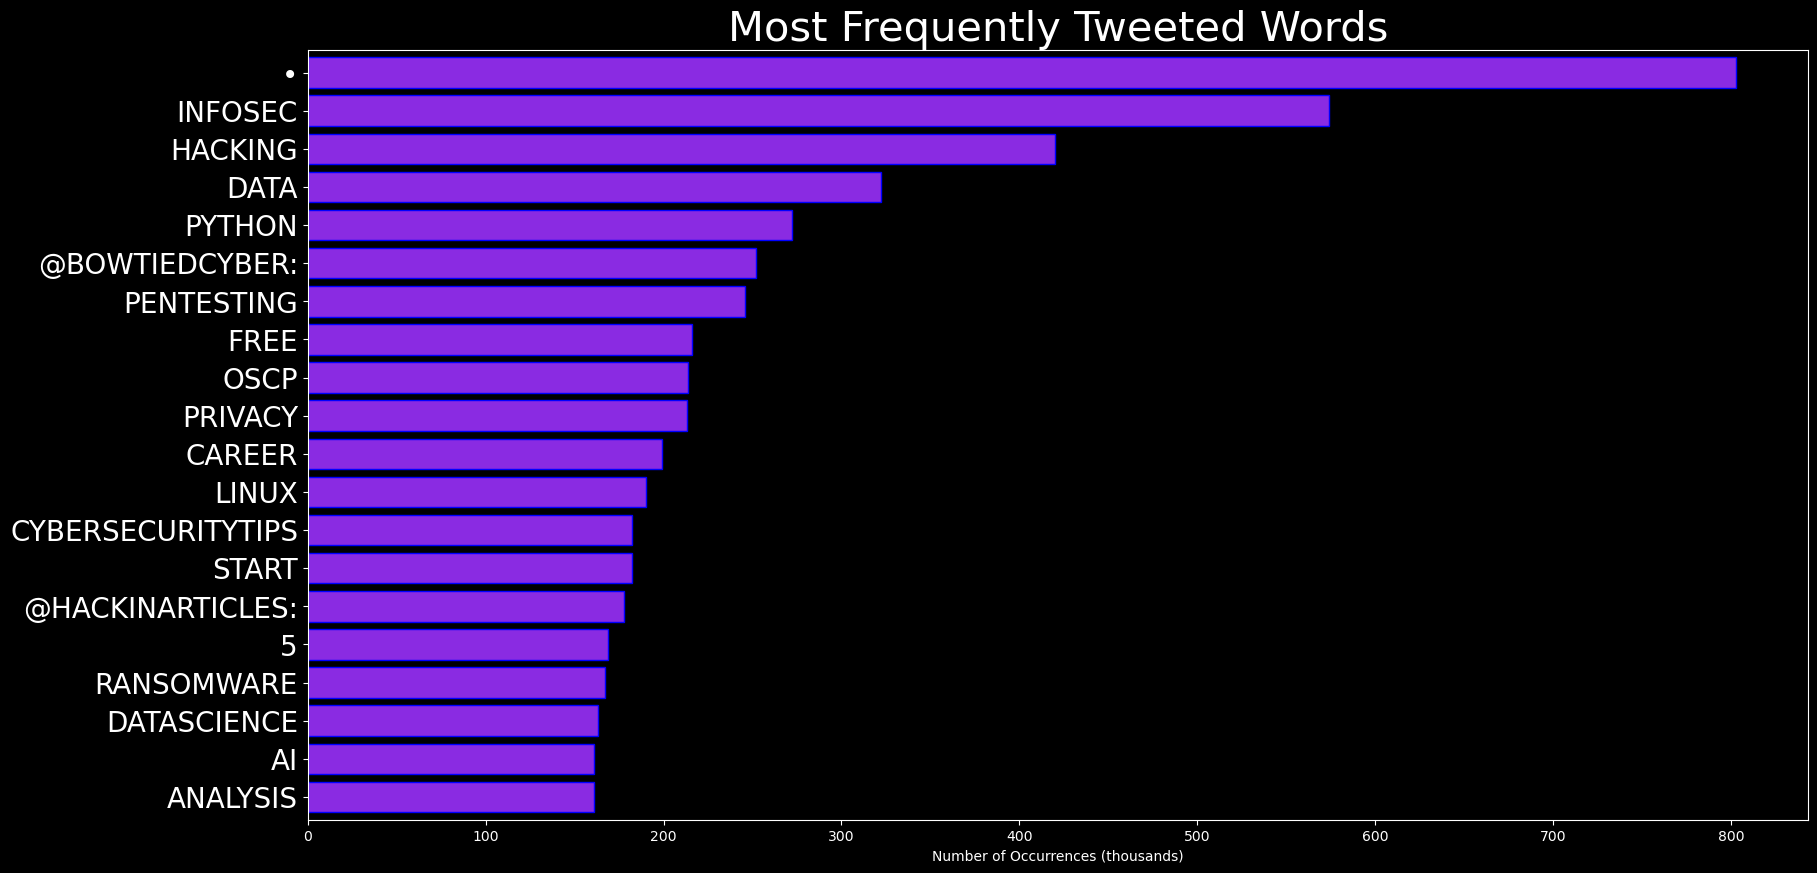 Most Frequently Tweeted Words
•
INFOSEC
HACKING
DATA
PYTHON
@BOWTIEDCYBER:
PENTESTING
FREE
OSCP
PRIVACY
CAREER
LINUX
CYBERSECURITYTIPS
START
@HACKINARTICLES:
5
RANSOMWARE
DATASCIENCE
AI
ANALYSIS
0 100 200 300 400 500 600 700 800
Number of Occurrences (thousands)